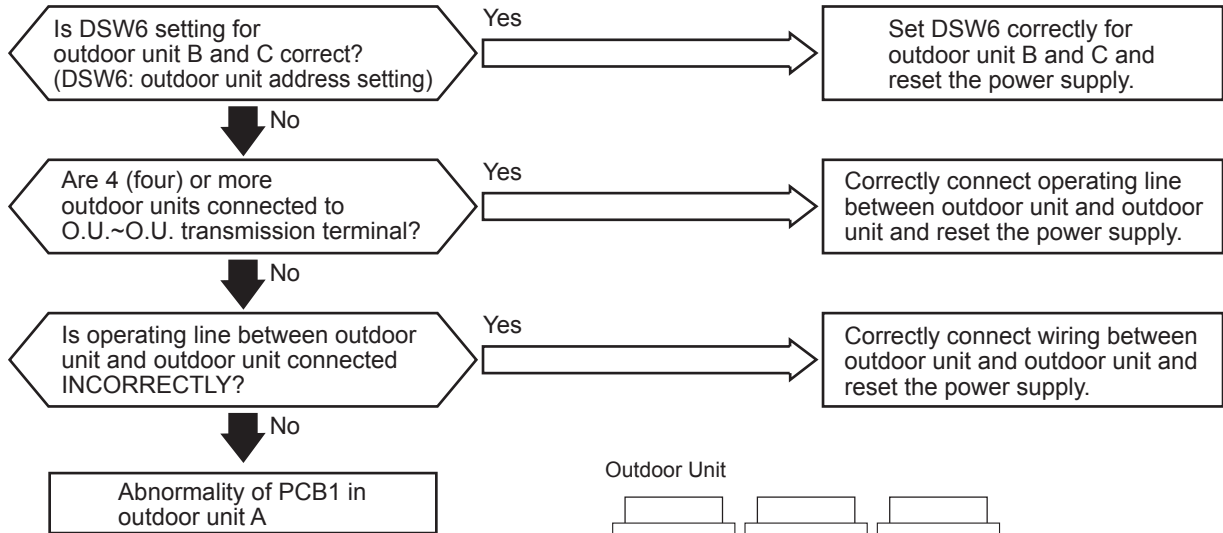 Is DSW6 setting for
outdoor unit B and C correct?
(DSW6: outdoor unit address setting)
Yes
Set DSW6 correctly for
outdoor unit B and C and
reset the power supply.
No
Are 4 (four) or more
outdoor units connected to
O.U.~O.U. transmission terminal?
Yes
Correctly connect operating line
between outdoor unit and outdoor
unit and reset the power supply.
No
Is operating line between outdoor
unit and outdoor unit connected
INCORRECTLY?
Yes
Correctly connect wiring between
outdoor unit and outdoor unit and
reset the power supply.
No
Abnormality of PCB1 in
outdoor unit A
Outdoor Unit